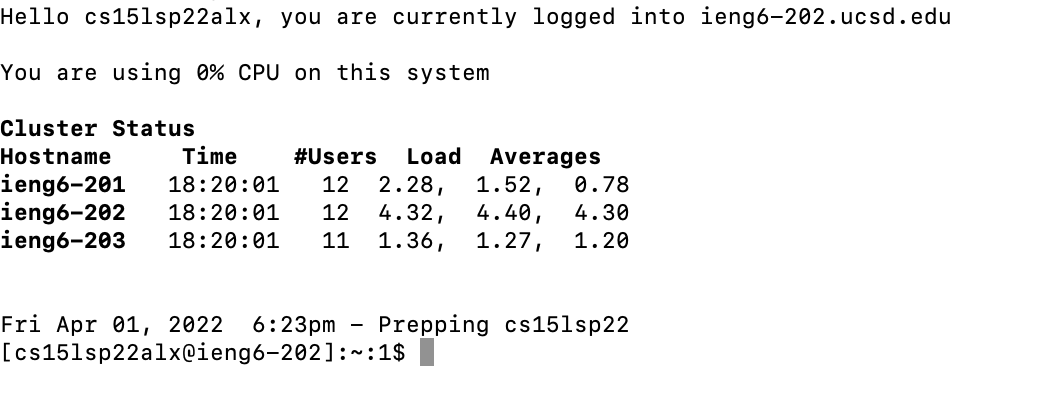 Hello cs15lsp22alx, you are currently logged into ieng6-202.ucsd.edu
You are using 0% CPU on this system
Cluster Status
Hostname     Time    #Users  Load  Averages
ieng6-201   18:20:01   12  2.28,  1.52,  0.78
ieng6-202   18:20:01   12  4.32,  4.40,  4.30
ieng6-203   18:20:01   11  1.36,  1.27,  1.20
Fri Apr 01, 2022  6:23pm - Prepping cs15lsp22
[cs15lsp22alx@ieng6-202]:~:1$